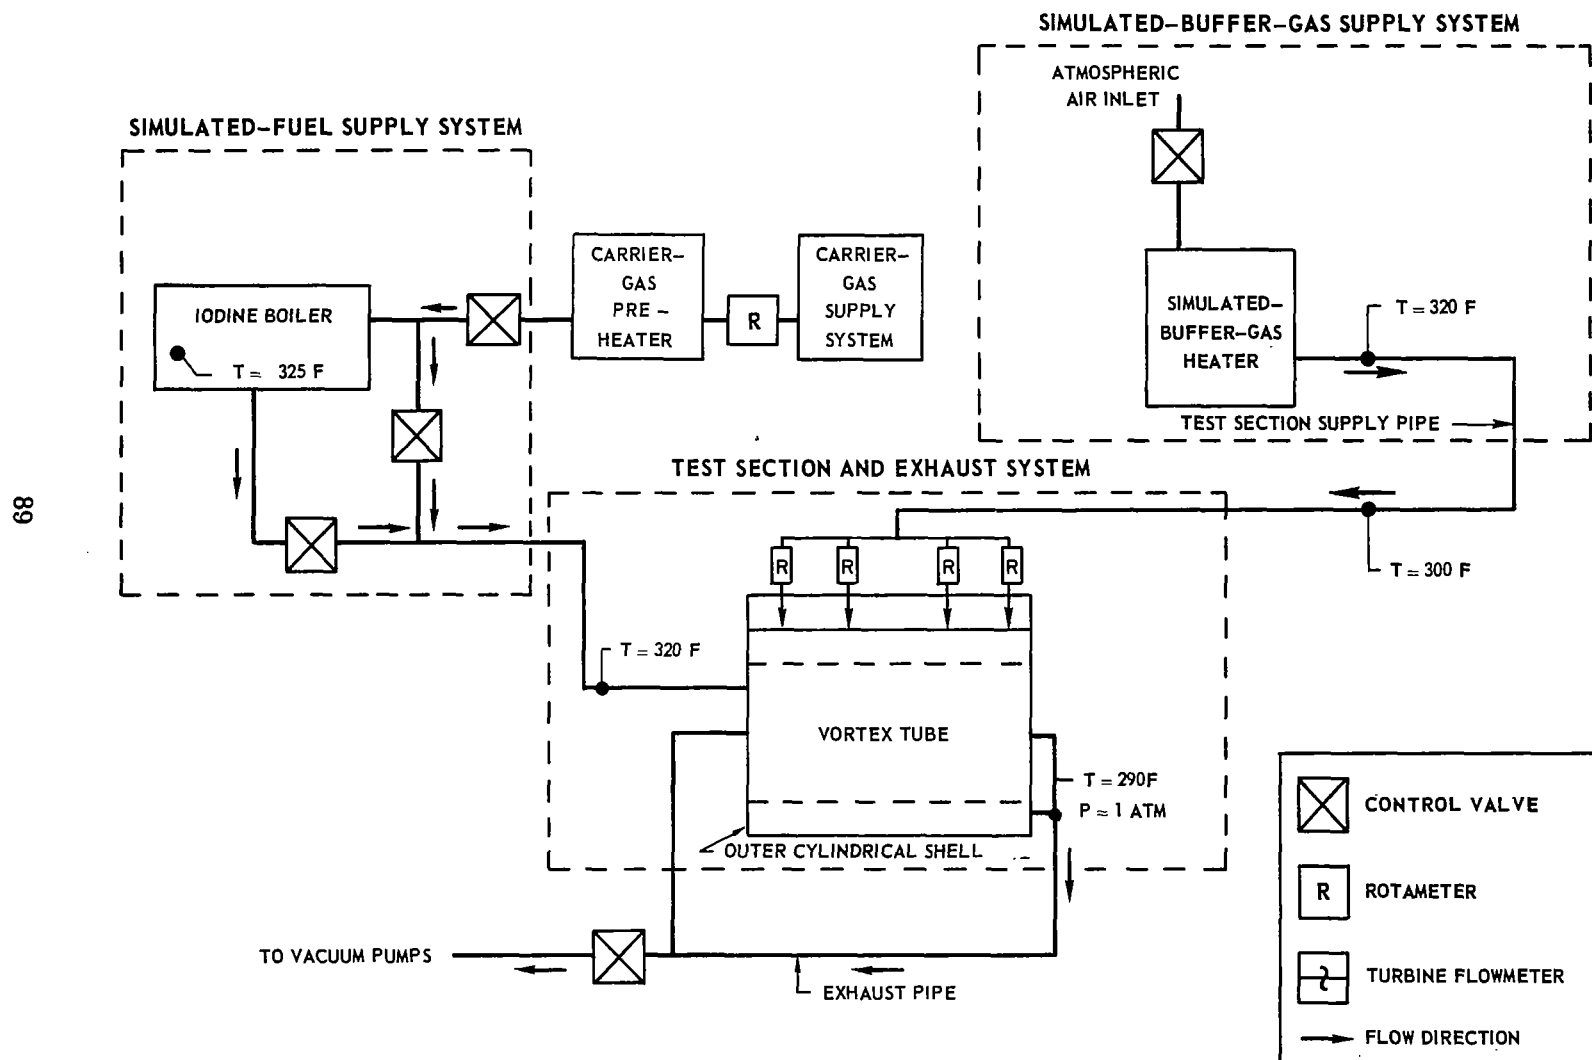 SIMULATED-BUFFER-GAS SUPPLY SYSTEM
ATMOSPHERIC
AIR INLET
SIMULATED-FUEL SUPPLY SYSTEM
IODINE BOILER
T = 325 F
CARRIER-
GAS
PRE-
HEATER
R
CARRIER-
GAS
SUPPLY
SYSTEM
SIMULATED-
BUFFER-GAS
HEATER
T = 320 F
TEST SECTION SUPPLY PIPE
TEST SECTION AND EXHAUST SYSTEM
T = 300 F
R
R
R
R
T = 320 F
VORTEX TUBE
T = 290F
P ≈ 1 ATM
OUTER CYLINDRICAL SHELL
TO VACUUM PUMPS
EXHAUST PIPE
CONTROL VALVE
R
ROTAMETER
TURBINE FLOWMETER
FLOW DIRECTION
89